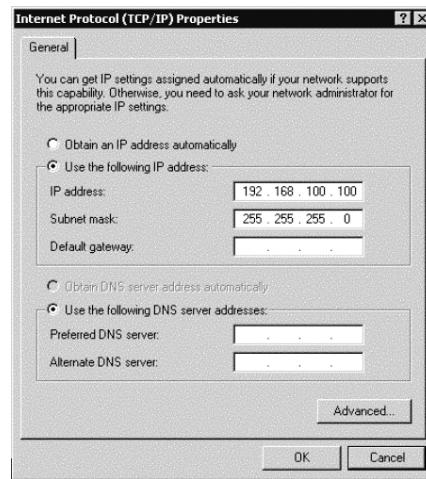 Internet Protocol (TCP/IP) Properties
General
You can get IP settings assigned automatically if your network supports
this capability. Otherwise, you need to ask your network administrator for
the appropriate IP settings.
Obtain an IP address automatically
Use the following IP address:
IP address: 192 . 168 . 100 . 100
Subnet mask: 255 . 255 . 255 . 0
Default gateway: . . .
Obtain DNS server address automatically
Use the following DNS server addresses:
Preferred DNS server: . . .
Alternate DNS server: . . .
Advanced...
OK Cancel